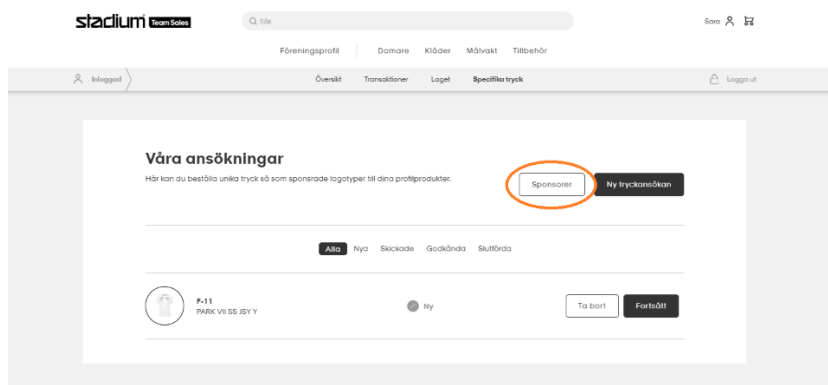 stadium Team Sales
Sök
Sara
Föreningsprofil Domare Kläder Målvakt Tillbehör
Inloggad
Översikt Transaktioner Laget Specifika tryck
Logga ut
Våra ansökningar
Här kan du beställa unika tryck så som sponsrade logotyper till dina profilprodukter.
Sponsorer
Ny tryckansökan
Alla Nya Skickade Godkända Slutförda
F-11
PARK VII SS JSY Y
Ny
Ta bort
Fortsätt